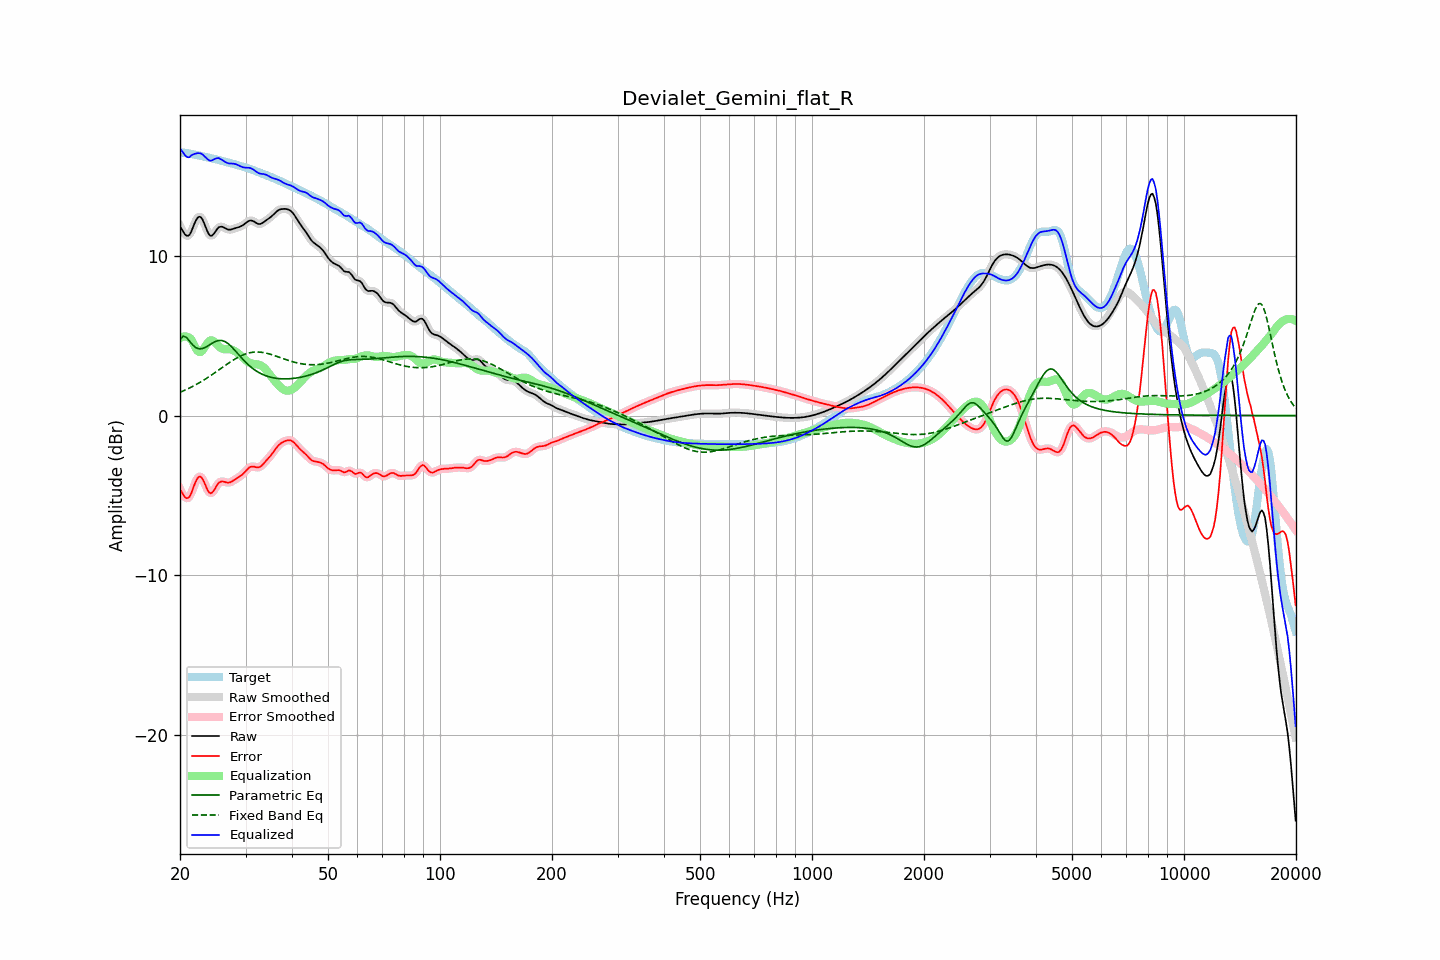 Devialet_Gemini_flat_R
Amplitude (dBr)
10
0
−10
−20
Target
Raw Smoothed
Error Smoothed
Raw
Error
Equalization
Parametric Eq
Fixed Band Eq
Equalized
20 50 100 200 500 1000 2000 5000 10000 20000
Frequency (Hz)